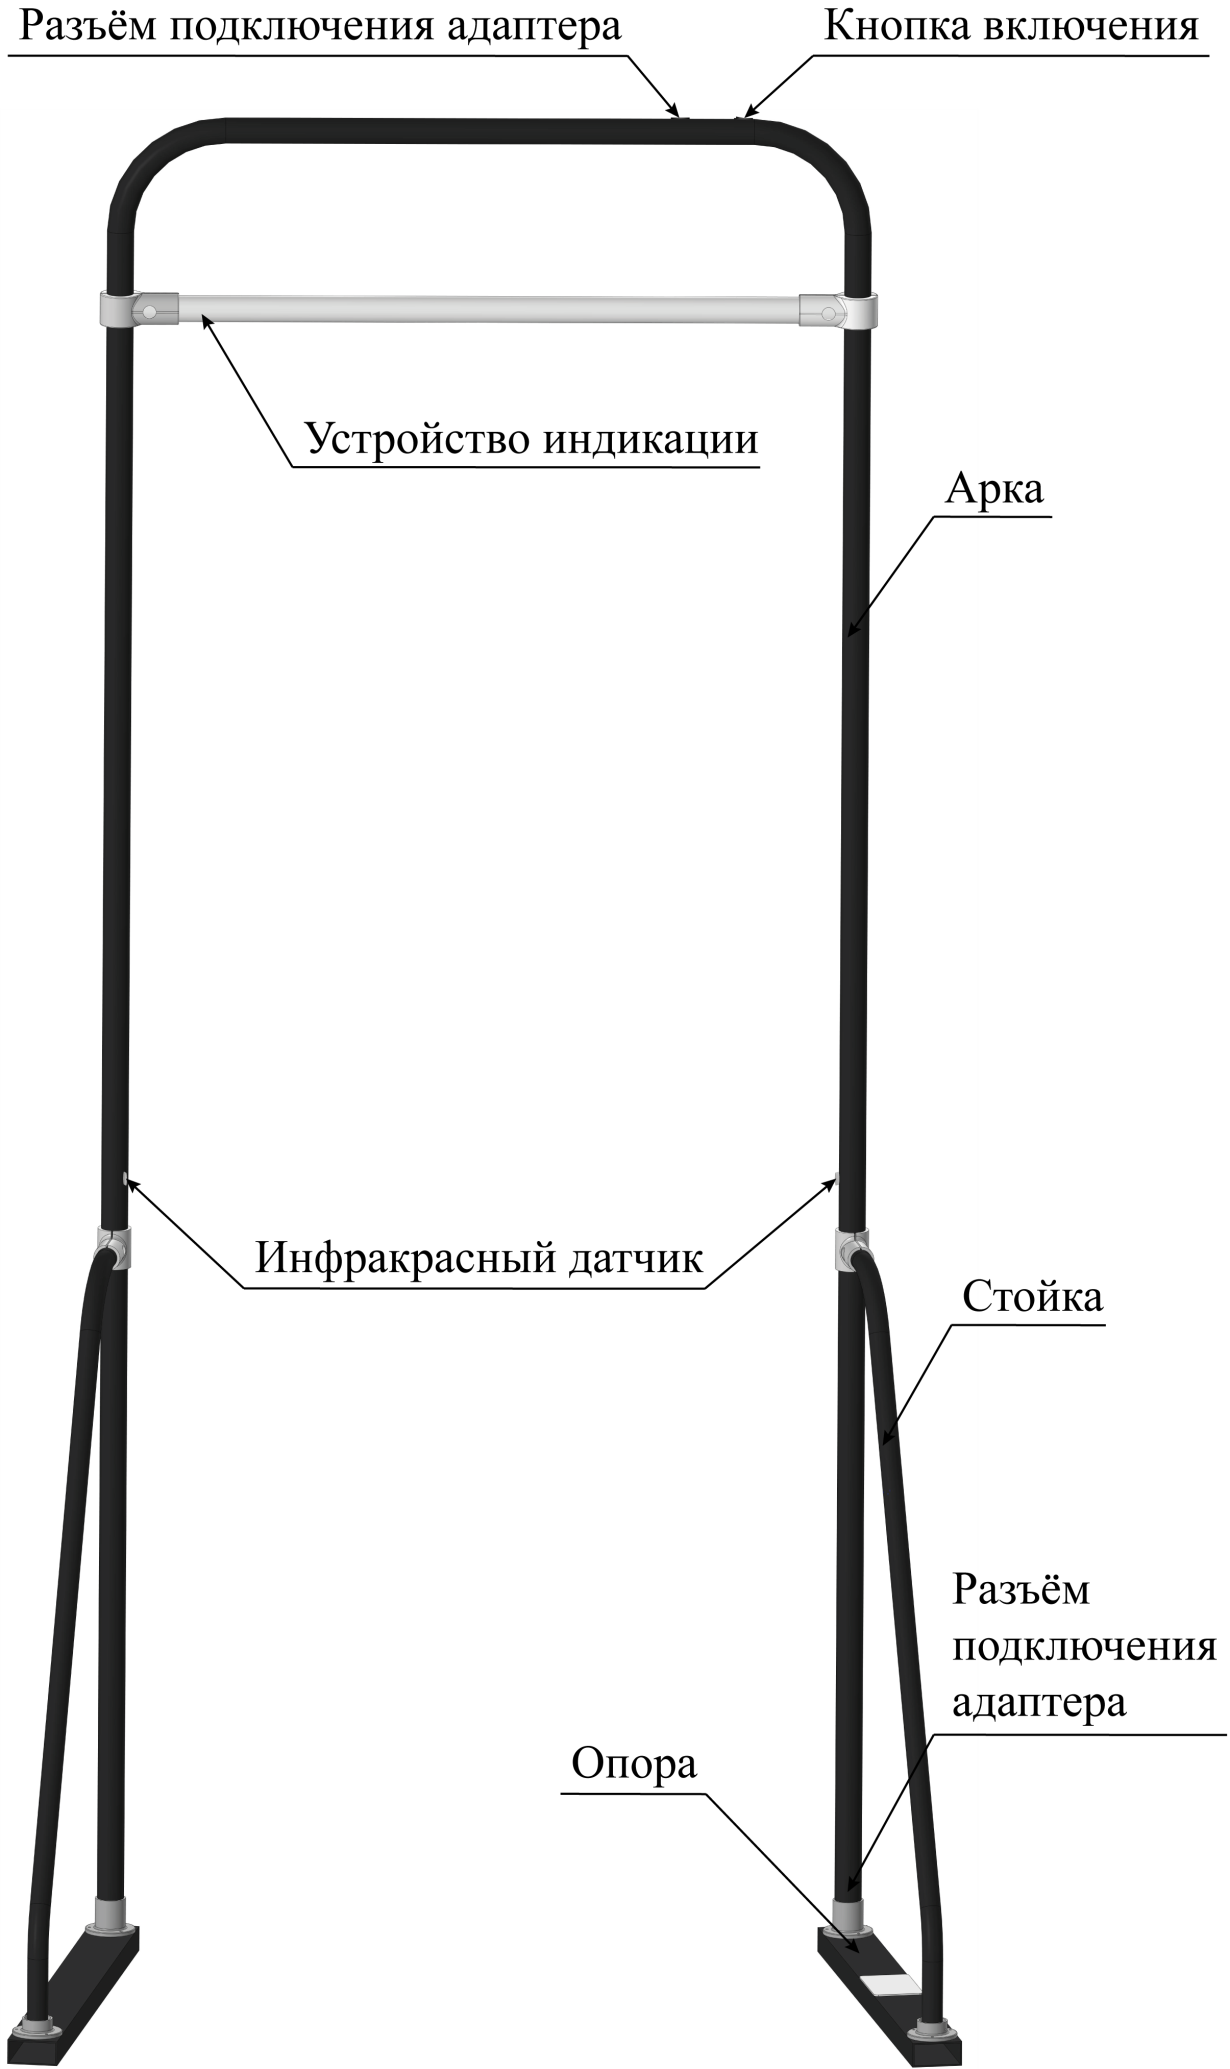 Разъём подключения адаптера
Кнопка включения
Устройство индикации
Арка
Инфракрасный датчик
Стойка
Разъём
подключения
адаптера
Опора